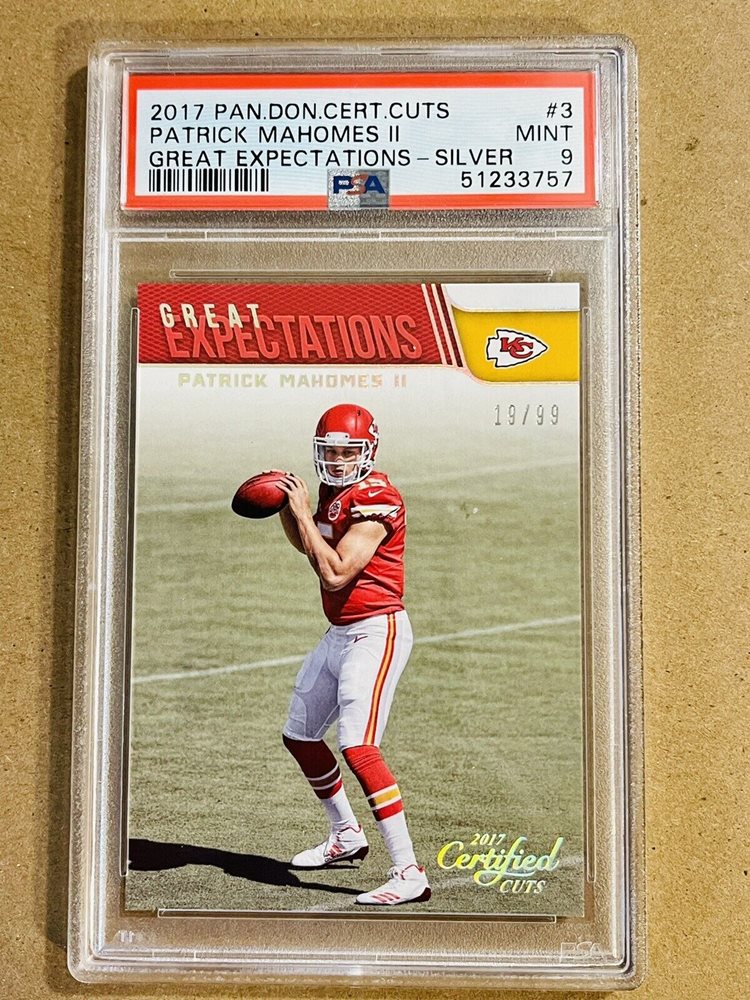 2017 PAN.DON.CERT.CUTS #3
PATRICK MAHOMES II MINT
GREAT EXPECTATIONS - SILVER 9
PSA 51233757
GREAT
EXPECTATIONS
KC
PATRICK MAHOMES II
19/99
2017
Certified
CUTS
PSA